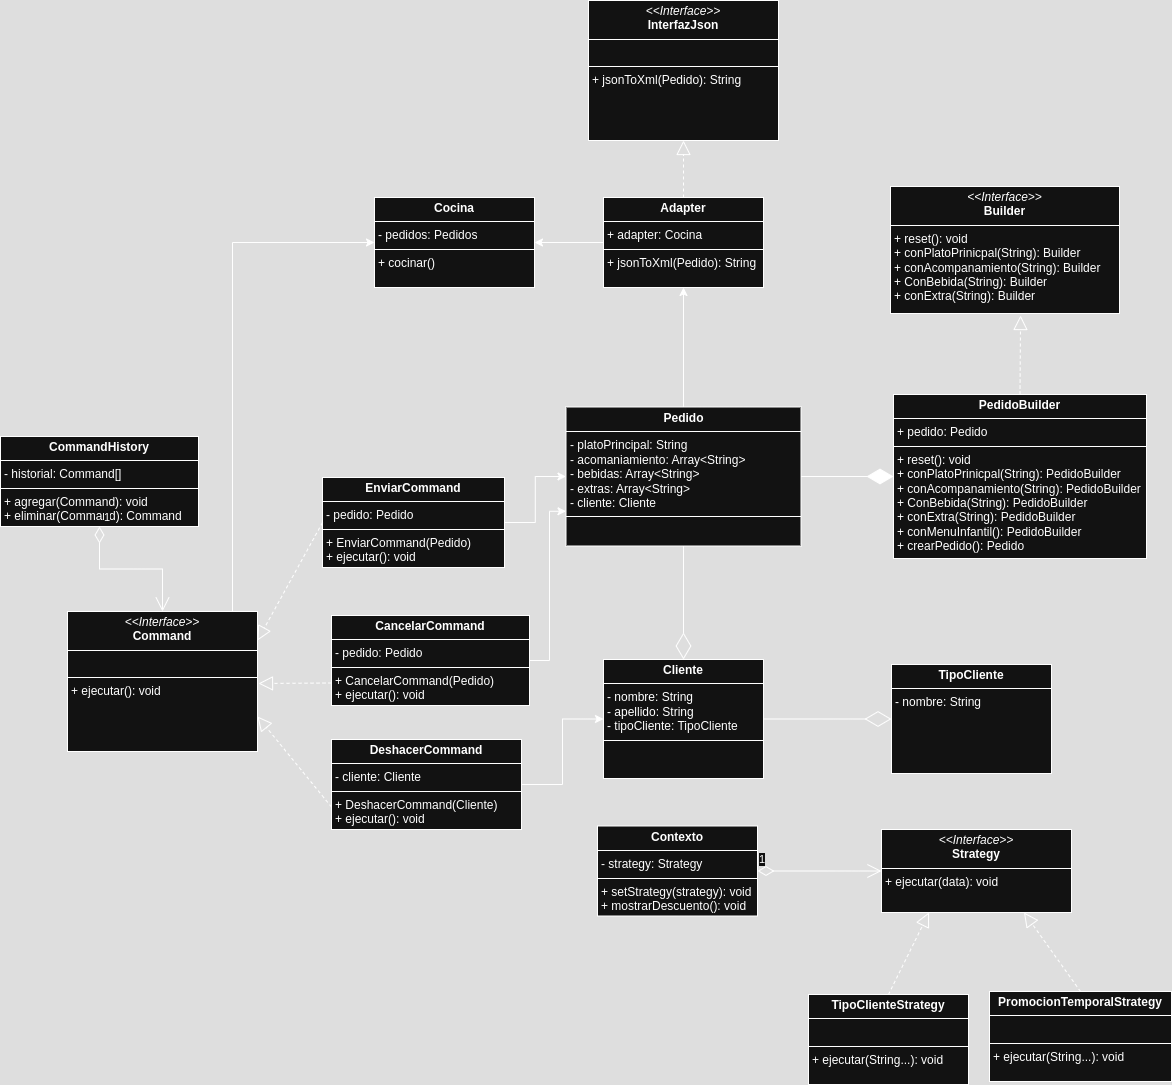 <<Interface>>
InterfazJson
+ jsonToXml(Pedido): String
Cocina
- pedidos: Pedidos
+ cocinar()
Adapter
+ adapter: Cocina
+ jsonToXml(Pedido): String
<<Interface>>
Builder
+ reset(): void
+ conPlatoPrinicpal(String): Builder
+ conAcompanamiento(String): Builder
+ ConBebida(String): Builder
+ conExtra(String): Builder
CommandHistory
- historial: Command[]
+ agregar(Command): void
+ eliminar(Command): Command
1
EnviarCommand
- pedido: Pedido
+ EnviarCommand(Pedido)
+ ejecutar(): void
Pedido
- platoPrincipal: String
- acomaniamiento: Array<String>
- bebidas: Array<String>
- extras: Array<String>
- cliente: Cliente
PedidoBuilder
+ pedido: Pedido
+ reset(): void
+ conPlatoPrinicpal(String): PedidoBuilder
+ conAcompanamiento(String): PedidoBuilder
+ ConBebida(String): PedidoBuilder
+ conExtra(String): PedidoBuilder
+ conMenuInfantil(): PedidoBuilder
+ crearPedido(): Pedido
<<Interface>>
Command
+ ejecutar(): void
CancelarCommand
- pedido: Pedido
+ CancelarCommand(Pedido)
+ ejecutar(): void
DeshacerCommand
- cliente: Cliente
+ DeshacerCommand(Cliente)
+ ejecutar(): void
Cliente
- nombre: String
- apellido: String
- tipoCliente: TipoCliente
TipoCliente
- nombre: String
Contexto
- strategy: Strategy
+ setStrategy(strategy): void
+ mostrarDescuento(): void
1
<<Interface>>
Strategy
+ ejecutar(data): void
TipoClienteStrategy
+ ejecutar(String...): void
PromocionTemporalStrategy
+ ejecutar(String...): void